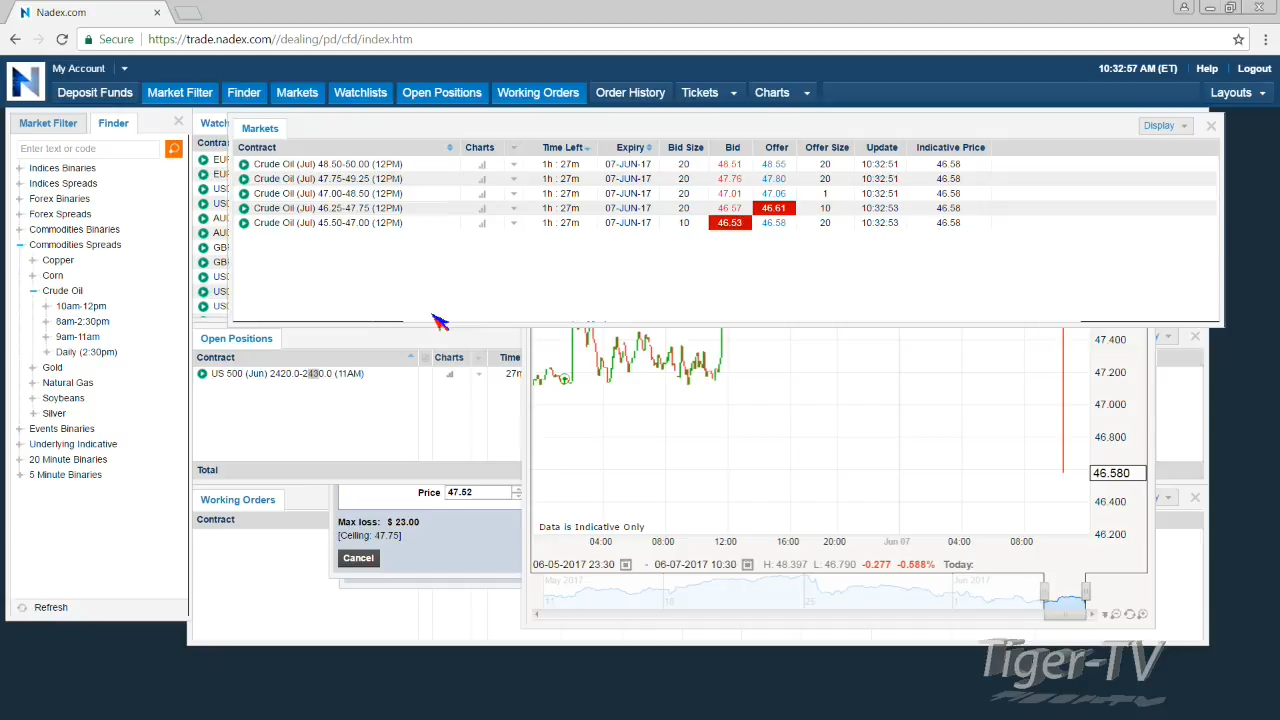 Nadex.com
Secure https://trade.nadex.com//dealing/pd/cfd/index.htm
My Account
10:32:57 AM (ET) Help Logout
Deposit Funds Market Filter Finder Markets Watchlists Open Positions Working Orders Order History Tickets Charts Layouts
Market Filter Finder
Enter text or code
Indices Binaries
Indices Spreads
Forex Binaries
Forex Spreads
Commodities Binaries
Commodities Spreads
Copper
Corn
Crude Oil
10am-12pm
8am-2:30pm
9am-11am
Daily (2:30pm)
Gold
Natural Gas
Soybeans
Silver
Events Binaries
Underlying Indicative
20 Minute Binaries
5 Minute Binaries
Refresh
Markets Display
Contract Charts Time Left Expiry Bid Size Bid Offer Offer Size Update Indicative Price
Crude Oil (Jul) 48.50-50.00 (12PM) 1h : 27m 07-JUN-17 20 48.51 48.55 20 10:32:51 46.58
Crude Oil (Jul) 47.75-49.25 (12PM) 1h : 27m 07-JUN-17 20 47.76 47.80 20 10:32:51 46.58
Crude Oil (Jul) 47.00-48.50 (12PM) 1h : 27m 07-JUN-17 20 47.01 47.06 1 10:32:51 46.58
Crude Oil (Jul) 46.25-47.75 (12PM) 1h : 27m 07-JUN-17 20 46.57 46.61 10 10:32:53 46.58
Crude Oil (Jul) 45.50-47.00 (12PM) 1h : 27m 07-JUN-17 10 46.53 46.58 20 10:32:53 46.58
Open Positions
Contract Charts Time
US 500 (Jun) 2420.0-2430.0 (11AM) 27m
Total
Working Orders
Contract
Price 47.52
Max loss: $ 23.00
[Ceiling: 47.75]
Cancel
47.400
47.200
47.000
46.800
46.580
46.400
46.200
Data is Indicative Only
04:00 08:00 12:00 16:00 20:00 Jun 07 04:00 08:00
06-05-2017 23:30 - 06-07-2017 10:30 H: 48.397 L: 46.790 -0.277 -0.588% Today:
May 2017 Jun 2017
11 18 25 1
Tiger-TV